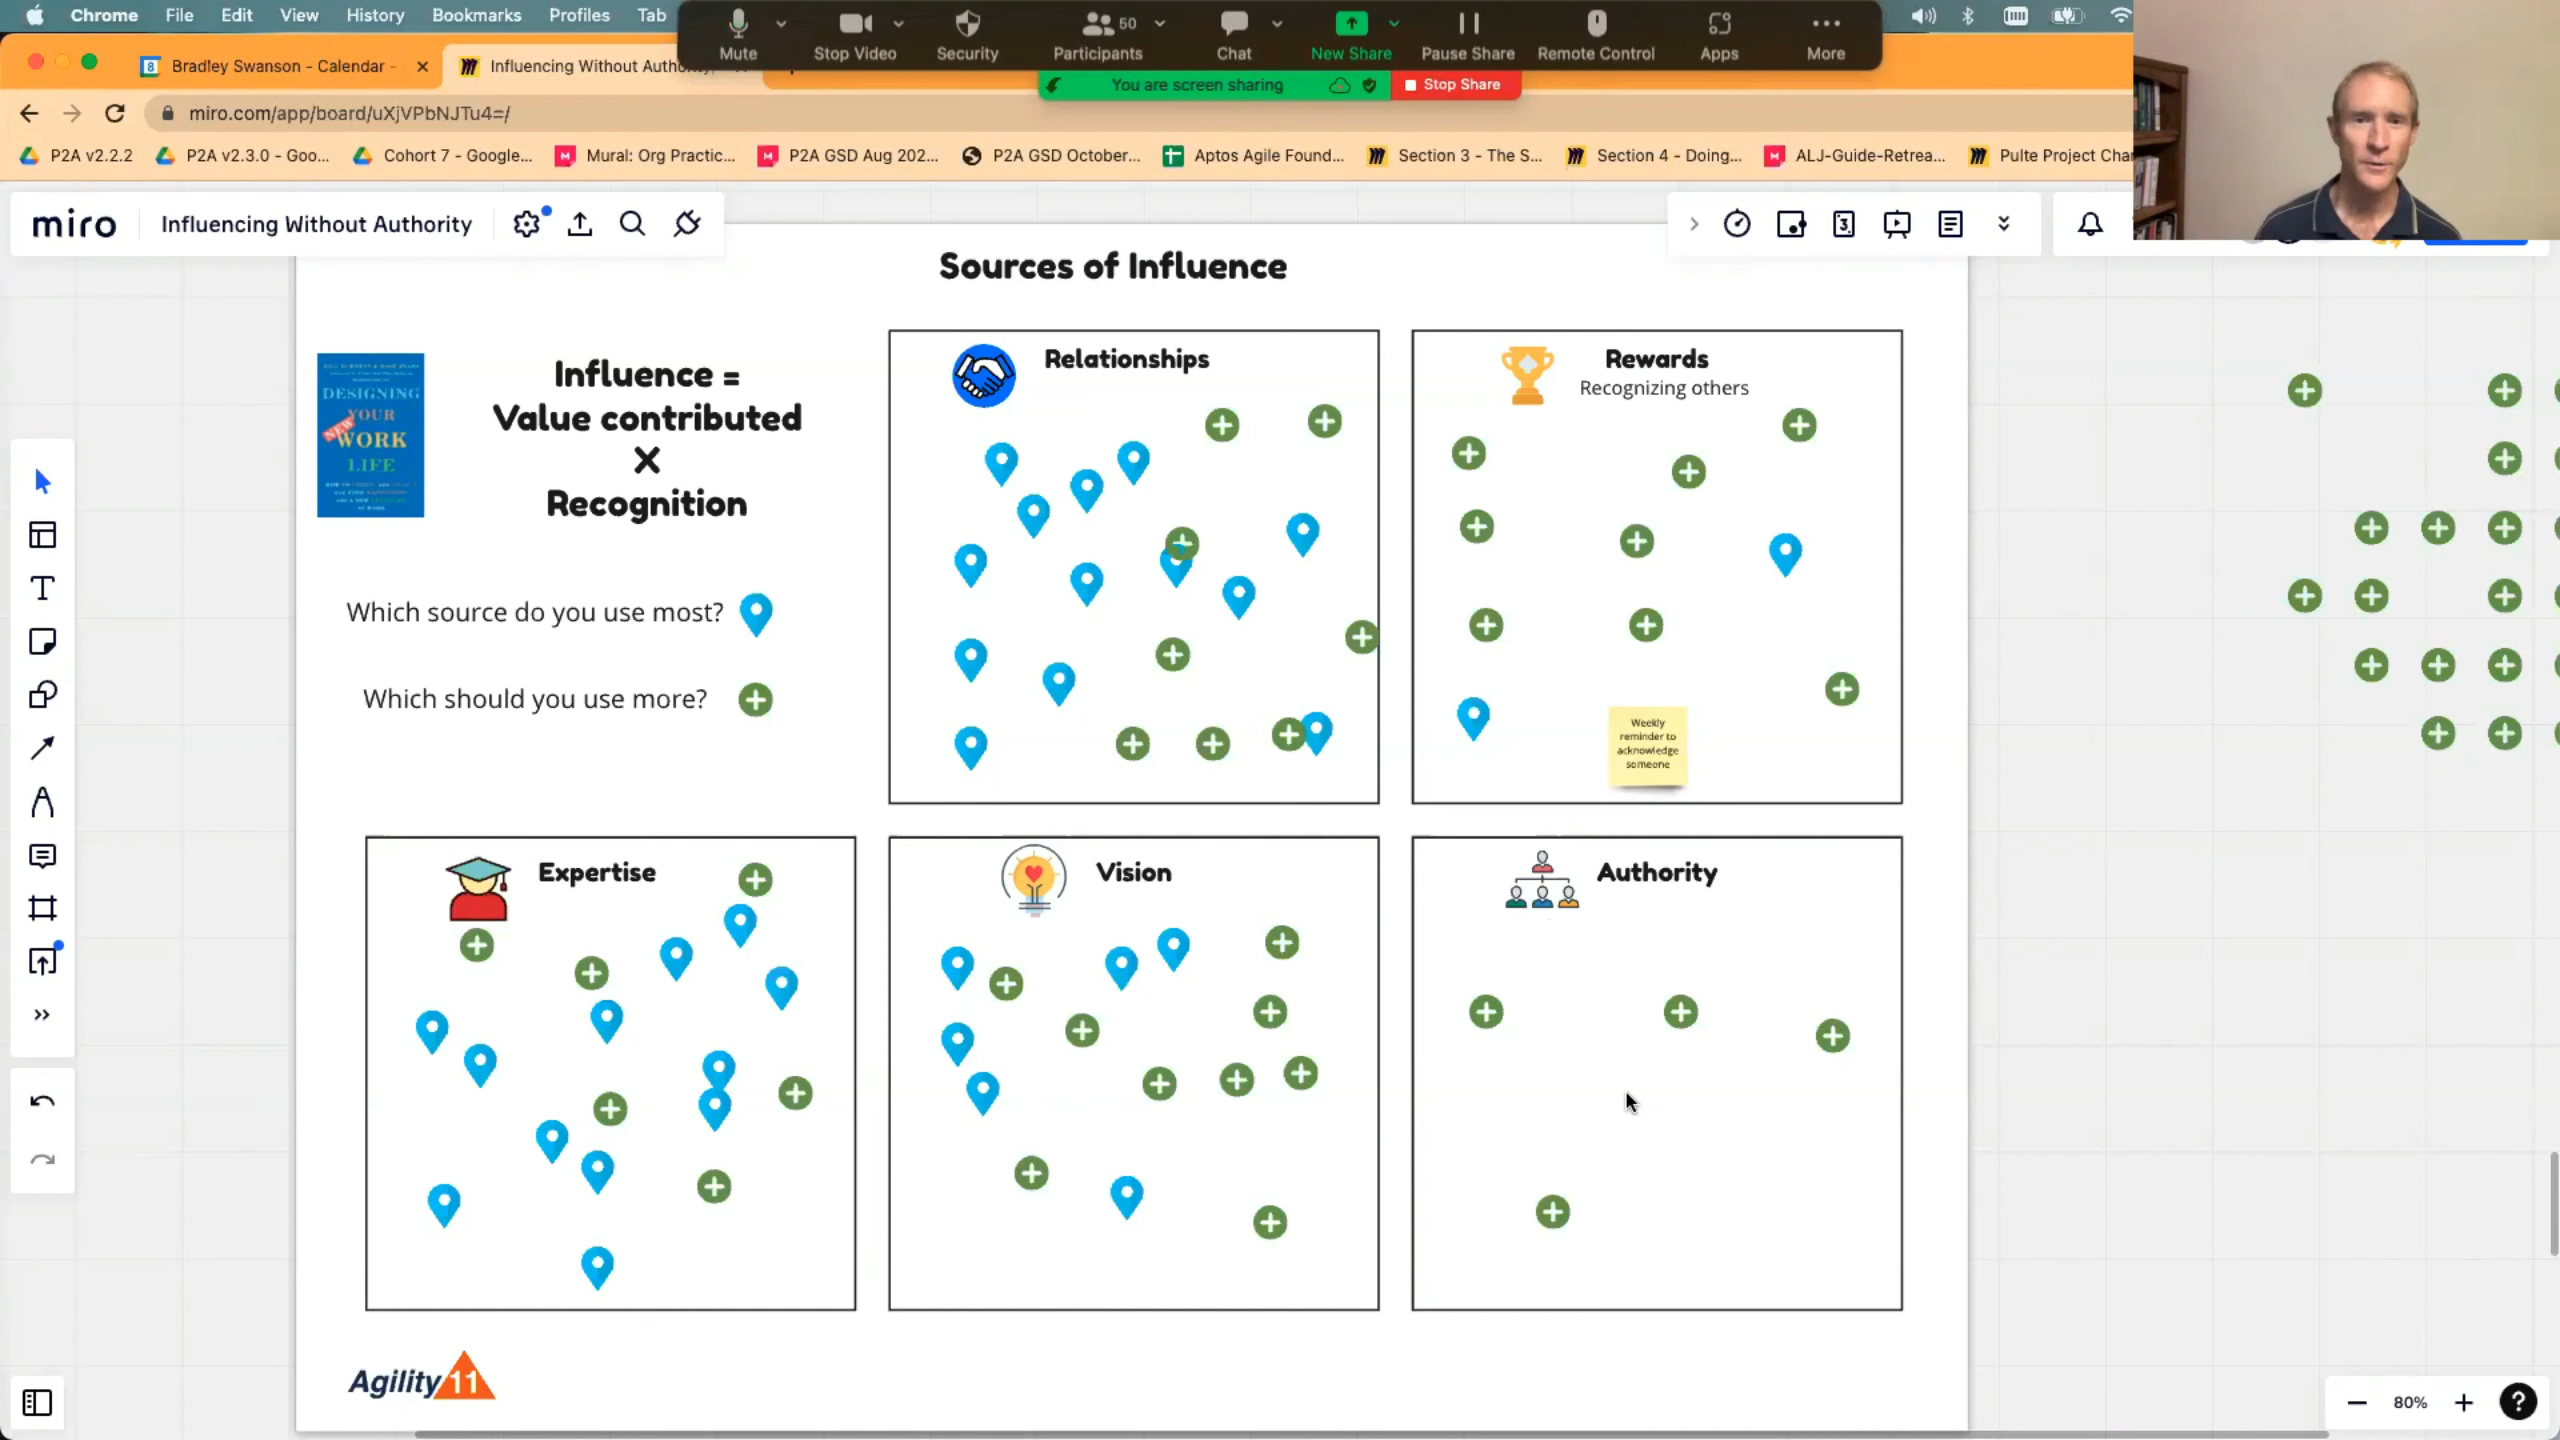 Chrome File Edit View History Bookmarks Profiles Tab
Mute Stop Video Security Participants 50 Chat New Share Pause Share Remote Control Apps More
8 Bradley Swanson - Calendar - Influencing Without Authority,
You are screen sharing Stop Share
miro.com/app/board/uXjVPbNJTu4=/
P2A v2.2.2 P2A v2.3.0 - Goo... Cohort 7 - Google... Mural: Org Practic... P2A GSD Aug 202... P2A GSD October... Aptos Agile Found... Section 3 - The S... Section 4 - Doing... ALJ-Guide-Retrea... Pulte Project Cha
miro Influencing Without Authority
Sources of Influence
DESIGNING
YOUR
NEW
WORK
LIFE
Influence =
Value contributed
X
Recognition
Which source do you use most?
Which should you use more?
Relationships
Rewards
Recognizing others
Weekly
reminder to
acknowledge
someone
Expertise
Vision
Authority
Agility 11
80%